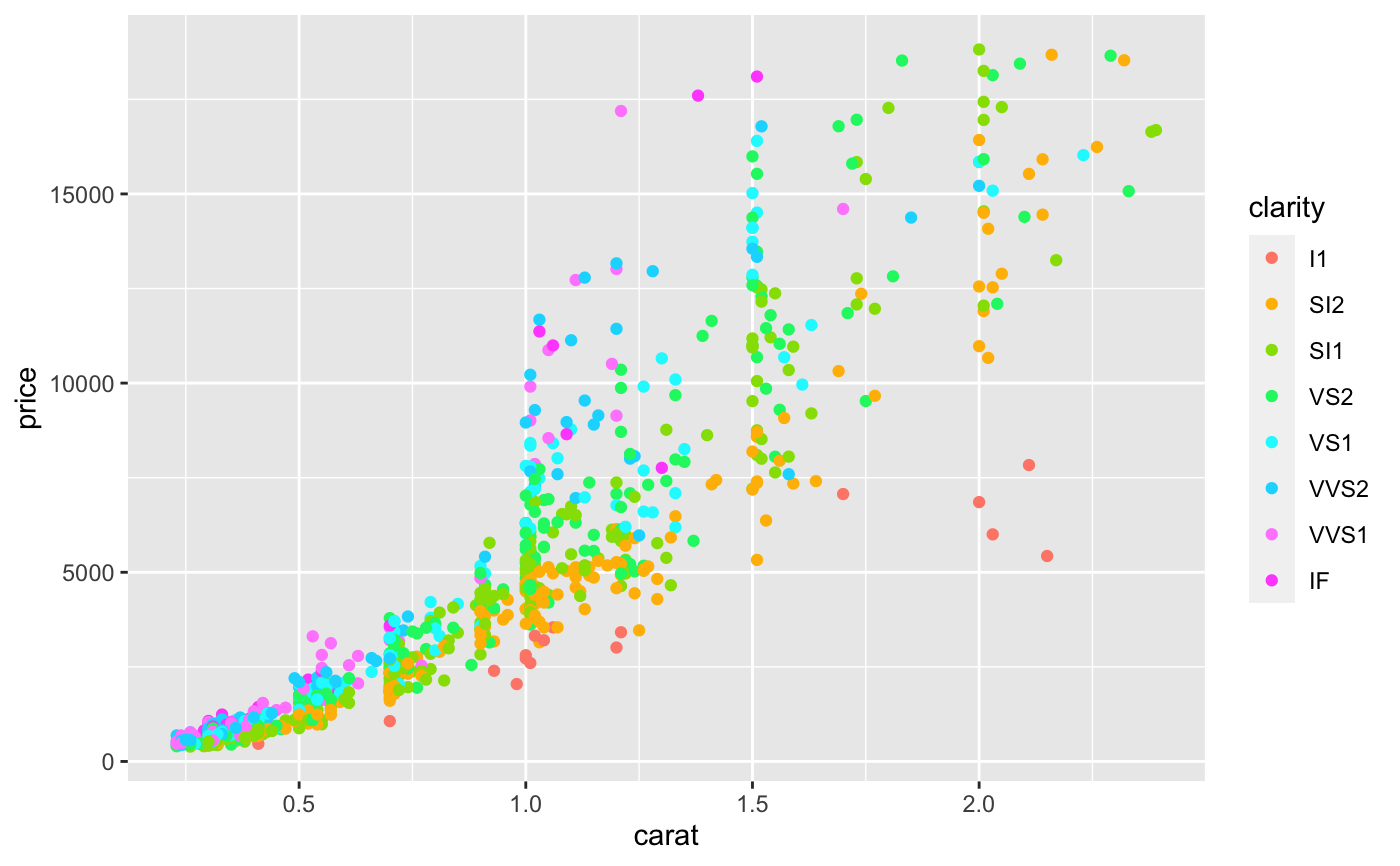 15000
10000
5000
0
price
0.5 1.0 1.5 2.0
carat
clarity
I1
SI2
SI1
VS2
VS1
VVS2
VVS1
IF